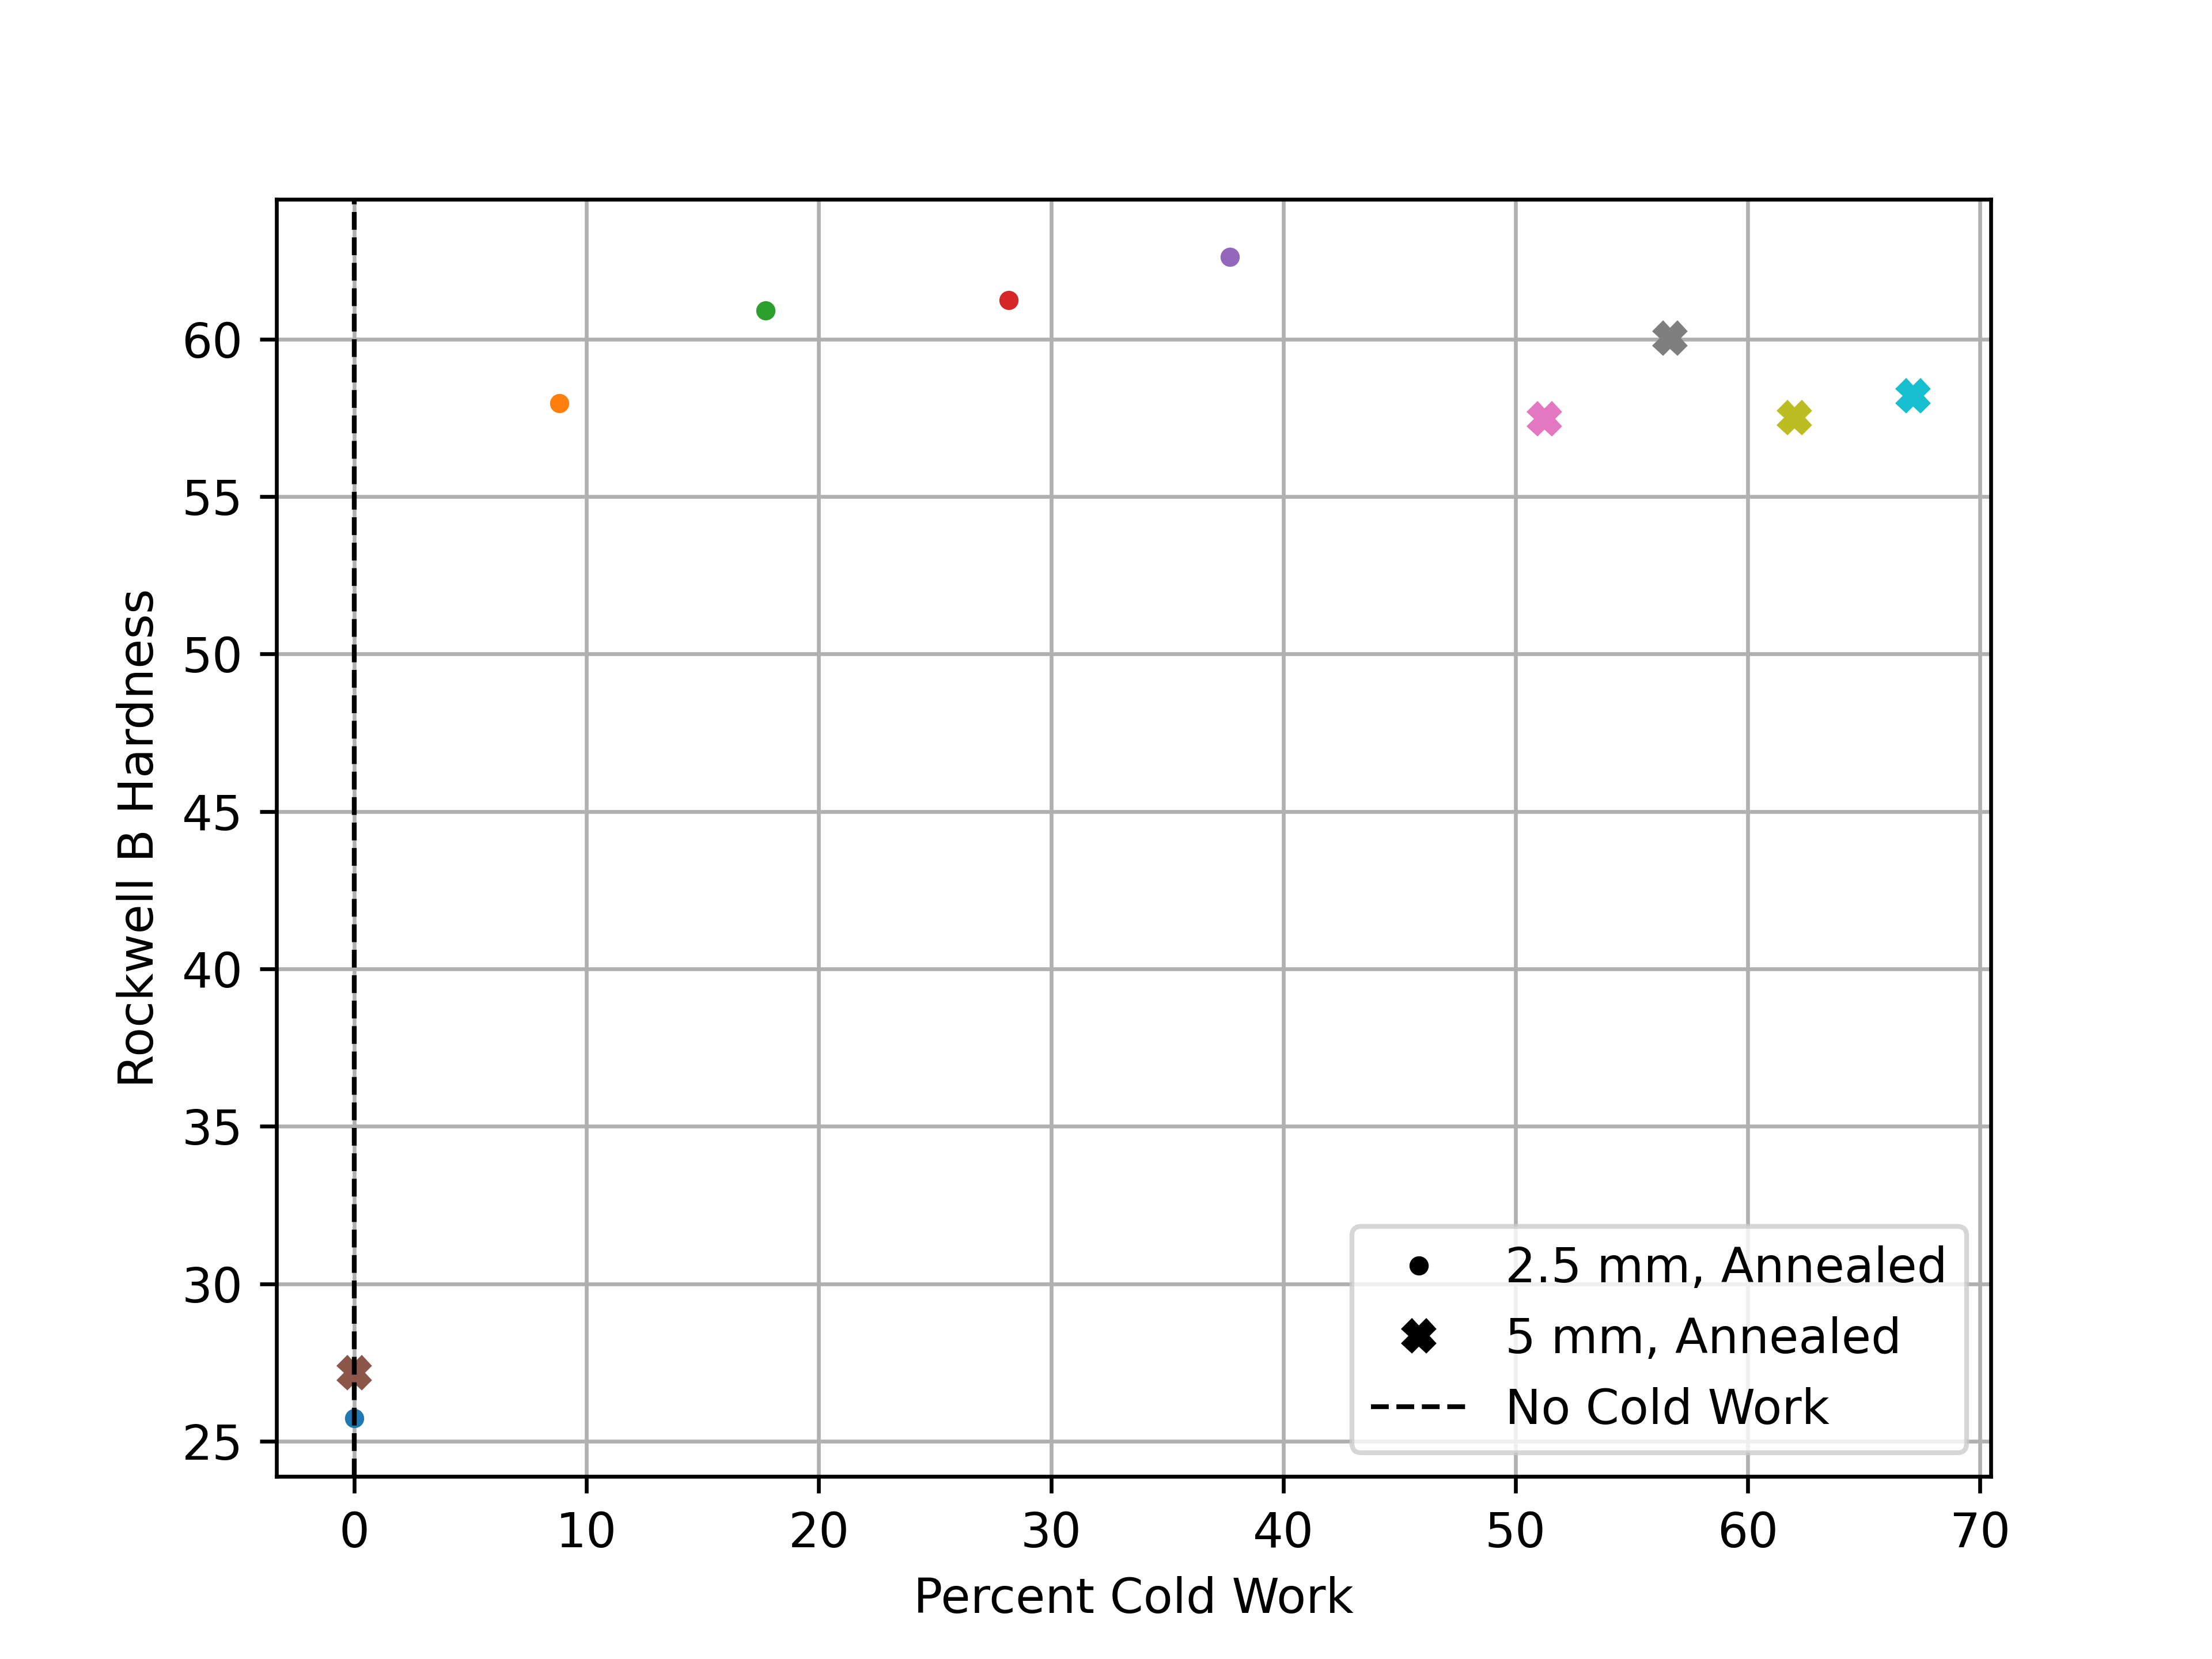 60
55
50
45
40
35
30
25
Rockwell B Hardness
2.5 mm, Annealed
5 mm, Annealed
No Cold Work
0 10 20 30 40 50 60 70
Percent Cold Work